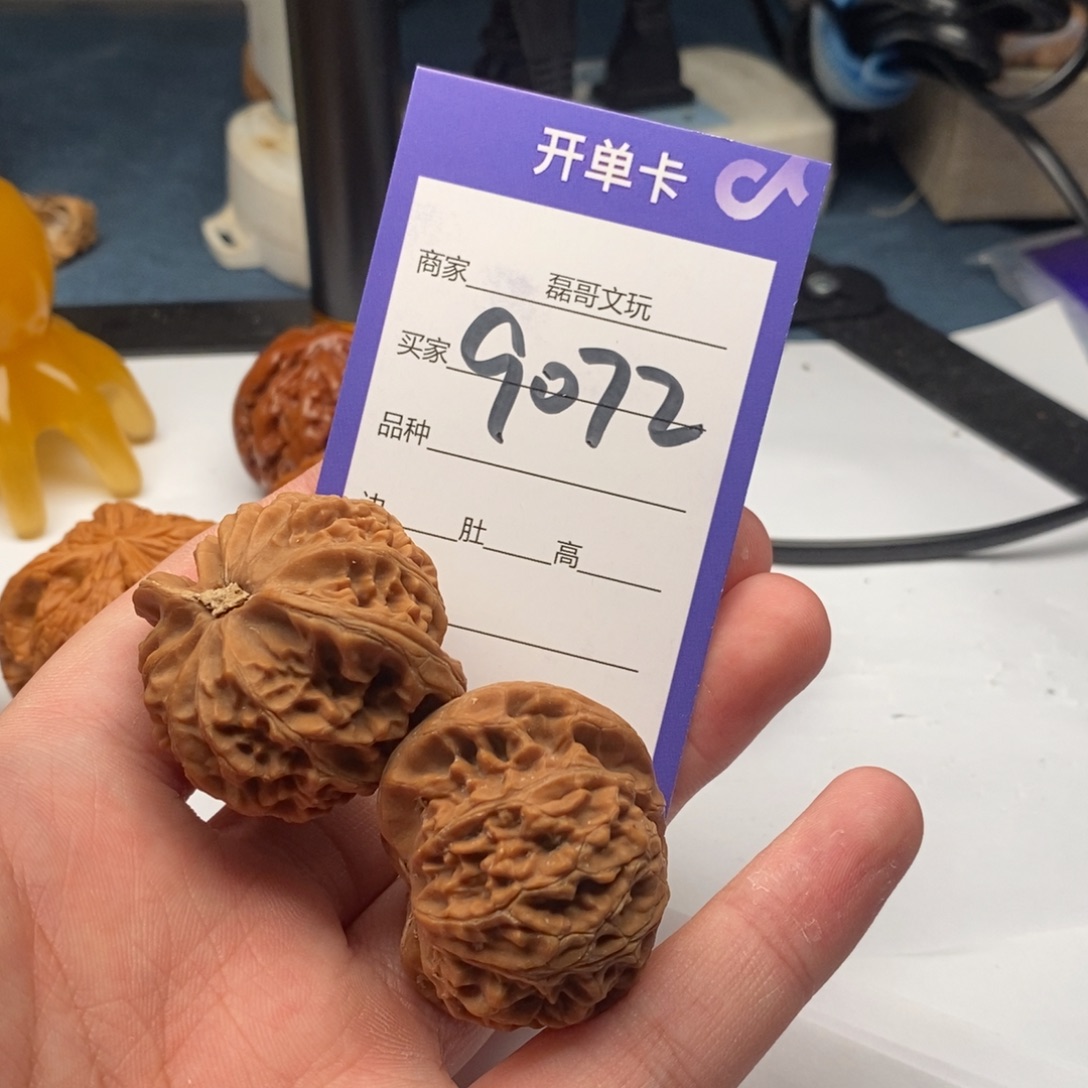 开单卡
商家 磊哥文玩
买家 9072
品种
边 肚 高